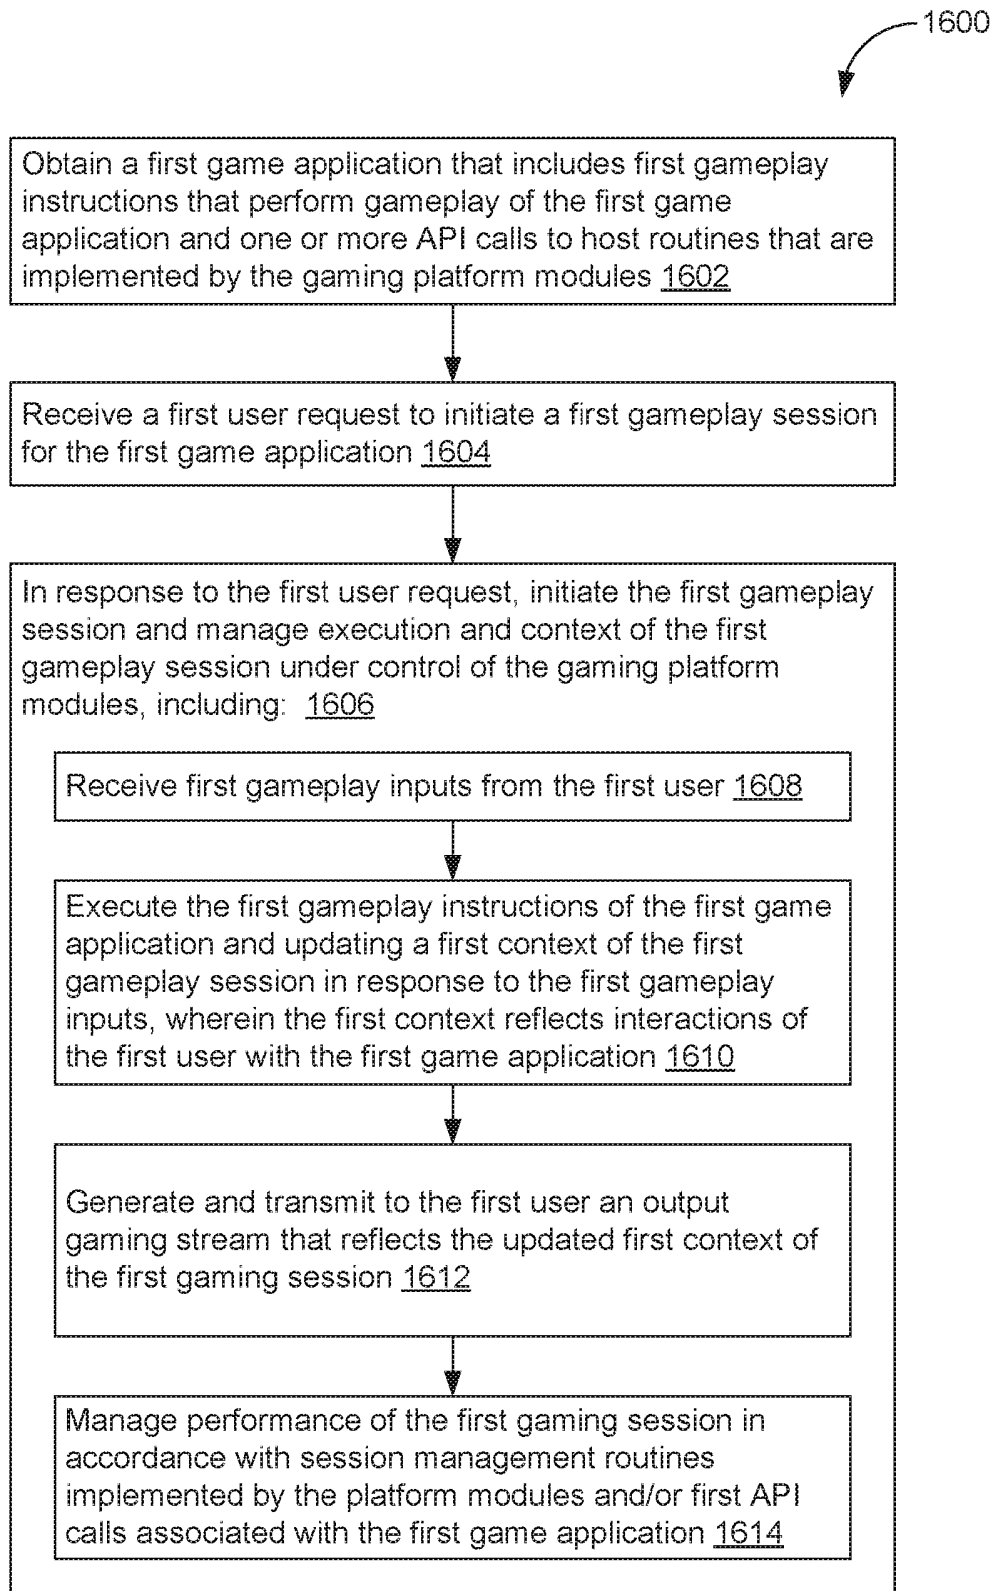 1600
Obtain a first game application that includes first gameplay
instructions that perform gameplay of the first game
application and one or more API calls to host routines that are
implemented by the gaming platform modules 1602
Receive a first user request to initiate a first gameplay session
for the first game application 1604
In response to the first user request, initiate the first gameplay
session and manage execution and context of the first
gameplay session under control of the gaming platform
modules, including: 1606
Receive first gameplay inputs from the first user 1608
Execute the first gameplay instructions of the first game
application and updating a first context of the first
gameplay session in response to the first gameplay
inputs, wherein the first context reflects interactions of
the first user with the first game application 1610
Generate and transmit to the first user an output
gaming stream that reflects the updated first context of
the first gaming session 1612
Manage performance of the first gaming session in
accordance with session management routines
implemented by the platform modules and/or first API
calls associated with the first game application 1614